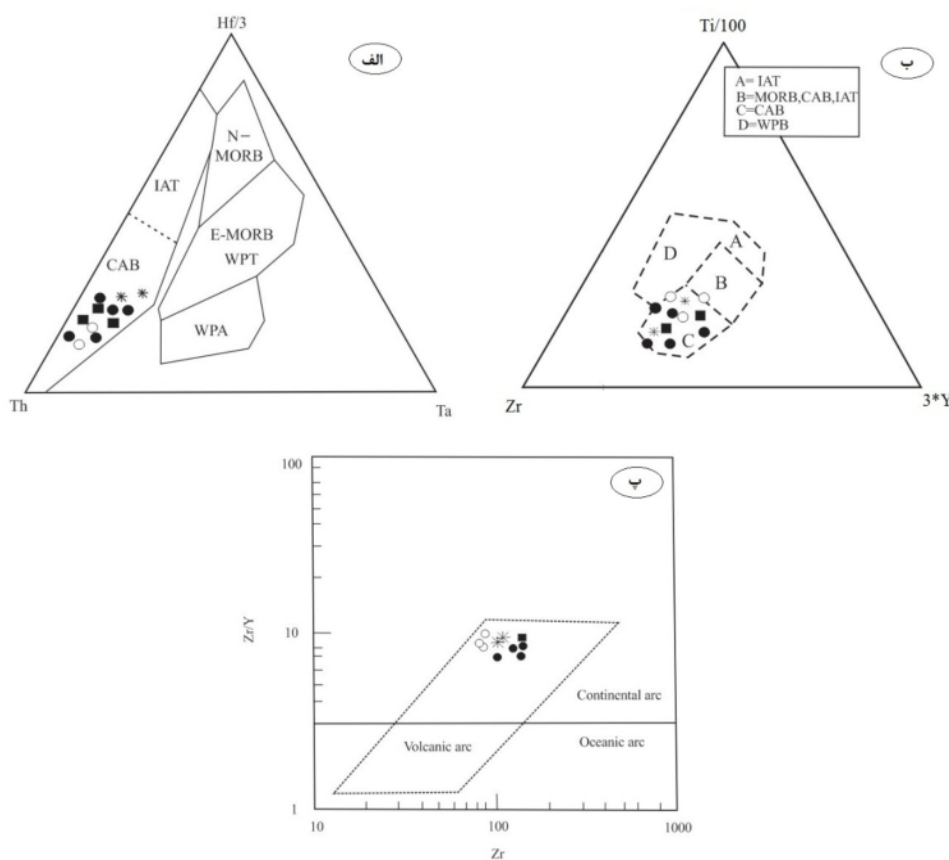 Hf/3
الف
N-
MORB
IAT
E-MORB
WPT
CAB
WPA
Th
Ta
Ti/100
ب
A= IAT
B=MORB,CAB,IAT
C=CAB
D=WPB
D
A
B
C
Zr
3*Y
پ
100
10
1
Zr/Y
Continental arc
Volcanic arc
Oceanic arc
10
100
1000
Zr